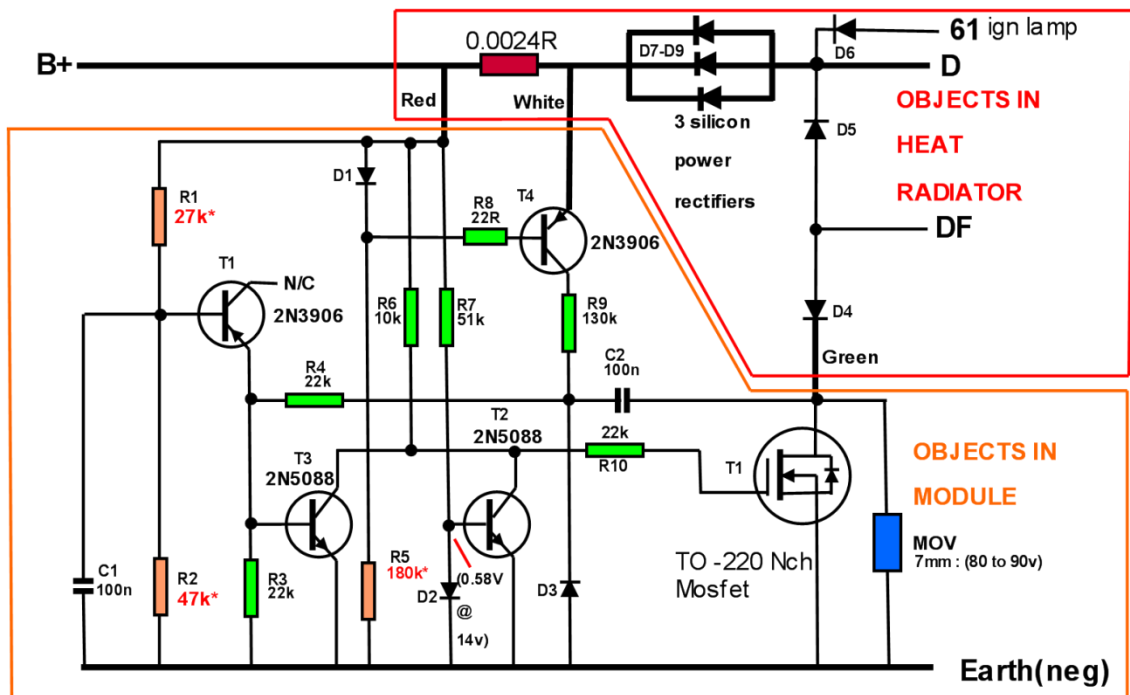 61 ign lamp
0.0024R
D7-D9
D6
B+
D
Red
White
3 silicon
power
rectifiers
D5
OBJECTS IN
HEAT
RADIATOR
D1
R1
27k*
R8
22R
T4
2N3906
DF
T1
N/C
2N3906
R6
10k
R7
51k
R9
130k
D4
Green
R4
22k
C2
100n
T2
2N5088
22k
R10
T1
OBJECTS IN
MODULE
T3
2N5088
C1
100n
R2
47k*
R3
22k
R5
180k*
D2
(0.58V
@
14v)
D3
TO -220 Nch
Mosfet
MOV
7mm : (80 to 90v)
Earth(neg)